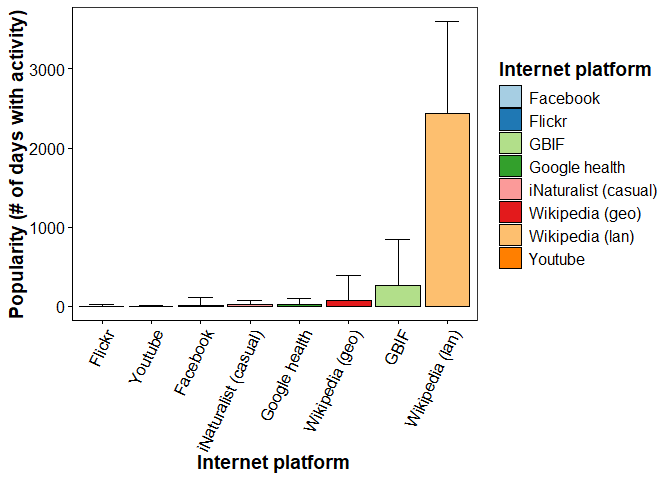 Popularity (# of days with activity)
3000
2000
1000
0
Flickr
Youtube
Facebook
iNaturalist (casual)
Google health
Wikipedia (geo)
GBIF
Wikipedia (lan)
Internet platform
Internet platform
Facebook
Flickr
GBIF
Google health
iNaturalist (casual)
Wikipedia (geo)
Wikipedia (lan)
Youtube